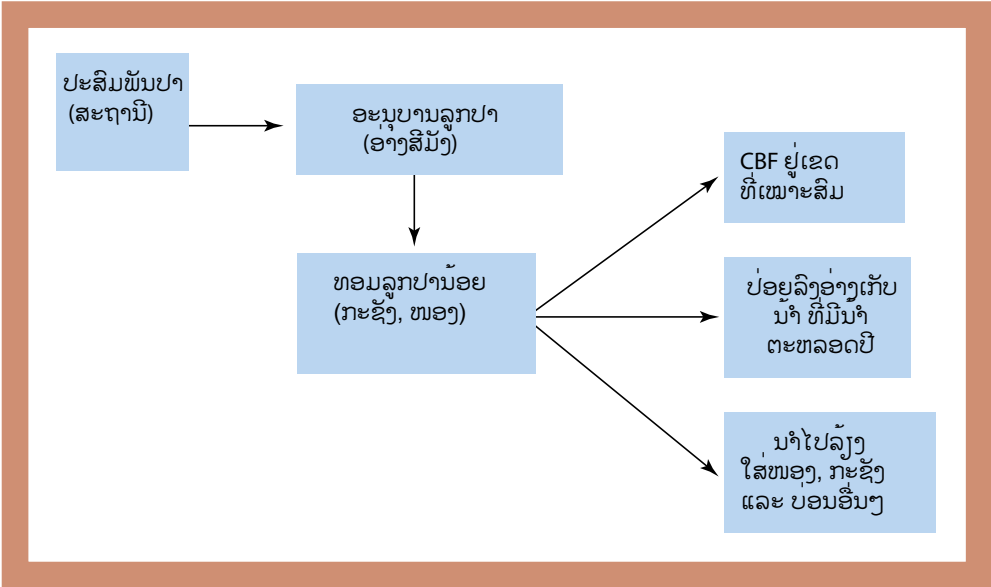 ປະສົມພັນປາ
(ສະຖານີ)
ອະນຸບານລູກປາ
(ອ່າງສີມັງ)
ທອມລູກປານ້ອຍ
(ກະຊັງ, ໜອງ)
CBF ຢູ່ເຂດ
ທີ່ເໝາະສົມ
ປ່ອຍລົງອ່າງເກັບ
ນ້ຳ ທີ່ມີນ້ຳ
ຕະຫລອດປີ
ນຳໄປລ້ຽງ
ໃສ່ໜອງ, ກະຊັງ
ແລະ ບ່ອນອື່ນໆ